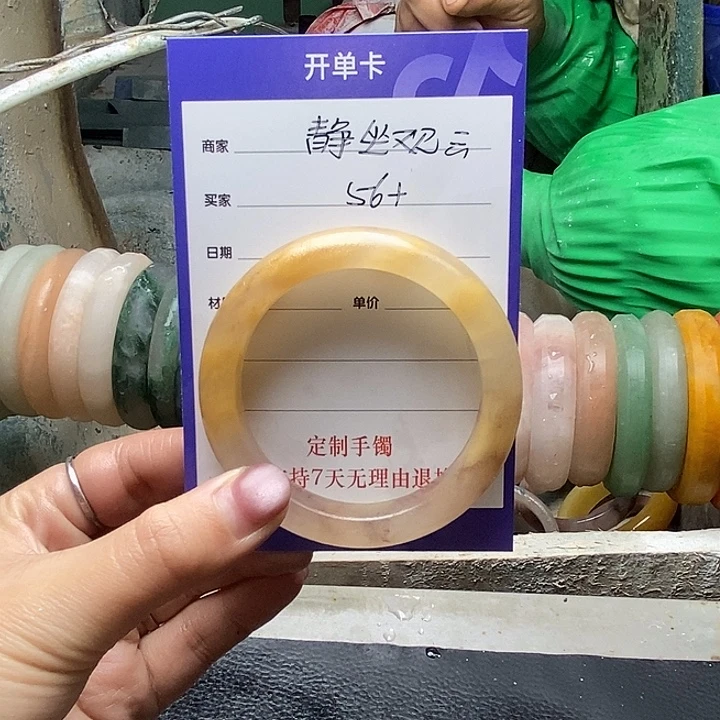 开单卡
商家 静坐观云
买家 56+
日期
材 单价
定制手镯
持7天无理由退